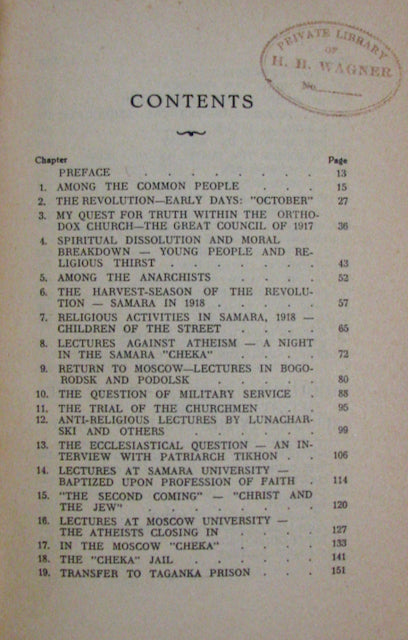 PRIVATE LIBRARY
OF
H. H. WAGNER
No.
CONTENTS
Chapter Page
PREFACE . . . . . . . . 13
1. AMONG THE COMMON PEOPLE . . . . 15
2. THE REVOLUTION—EARLY DAYS: "OCTOBER" 27
3. MY QUEST FOR TRUTH WITHIN THE ORTHO-
DOX CHURCH—THE GREAT COUNCIL OF 1917 36
4. SPIRITUAL DISSOLUTION AND MORAL
BREAKDOWN — YOUNG PEOPLE AND RE-
LIGIOUS THIRST . . . . . . 43
5. AMONG THE ANARCHISTS . . . . . 52
6. THE HARVEST-SEASON OF THE REVOLU-
TION — SAMARA IN 1918 . . . . . 57
7. RELIGIOUS ACTIVITIES IN SAMARA, 1918 —
CHILDREN OF THE STREET . . . . 65
8. LECTURES AGAINST ATHEISM — A NIGHT
IN THE SAMARA "CHEKA" . . . . 72
9. RETURN TO MOSCOW—LECTURES IN BOGO-
RODSK AND PODOLSK . . . . . 80
10. THE QUESTION OF MILITARY SERVICE . 88
11. THE TRIAL OF THE CHURCHMEN . . . 95
12. ANTI-RELIGIOUS LECTURES BY LUNACHAR-
SKI AND OTHERS . . . . . . 99
13. THE ECCLESIASTICAL QUESTION — AN IN-
TERVIEW WITH PATRIARCH TIKHON . . 106
14. LECTURES AT SAMARA UNIVERSITY —
BAPTIZED UPON PROFESSION OF FAITH . 114
15. "THE SECOND COMING" — "CHRIST AND
THE JEW" . . . . . . . 120
16. LECTURES AT MOSCOW UNIVERSITY —
THE ATHEISTS CLOSING IN . . . . 127
17. IN THE MOSCOW "CHEKA" . . . . 133
18. THE "CHEKA" JAIL . . . . . 141
19. TRANSFER TO TAGANKA PRISON . . . 151